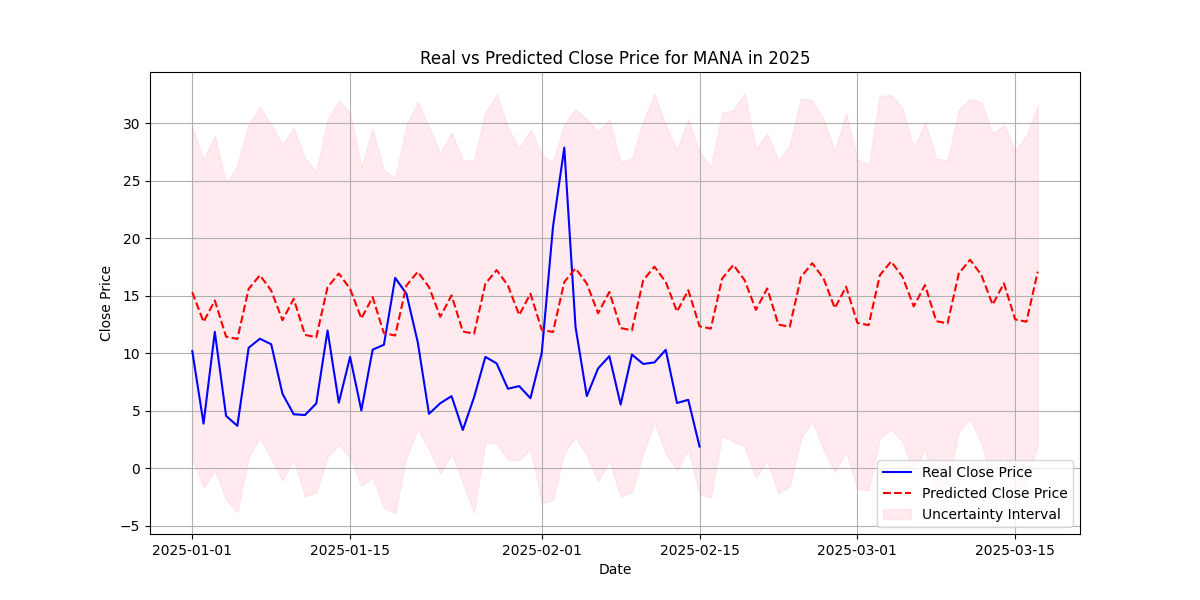 Real vs Predicted Close Price for MANA in 2025
Close Price
30
25
20
15
10
5
0
−5
Real Close Price
Predicted Close Price
Uncertainty Interval
2025-01-01 2025-01-15 2025-02-01 2025-02-15 2025-03-01 2025-03-15
Date